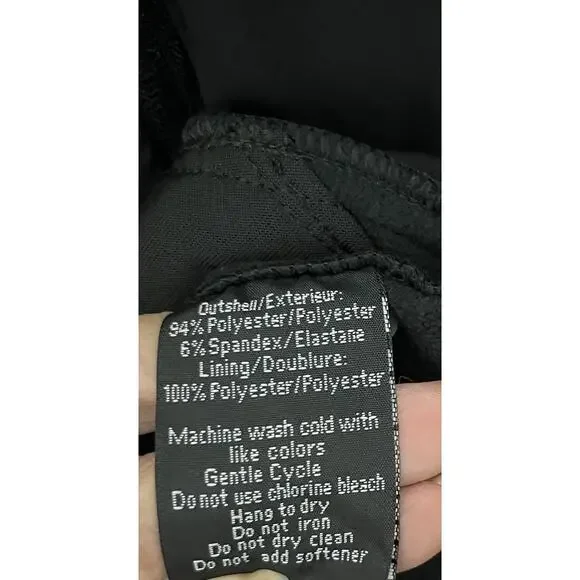 Outshell/Exterieur:
94% Polyester/Polyester
6% Spandex/Elastane
Lining/Doublure:
100% Polyester/Polyester
Machine wash cold with
like colors
Gentle Cycle
Do not use chlorine bleach
Hang to dry
Do not iron
Do not dry clean
Do not add softener